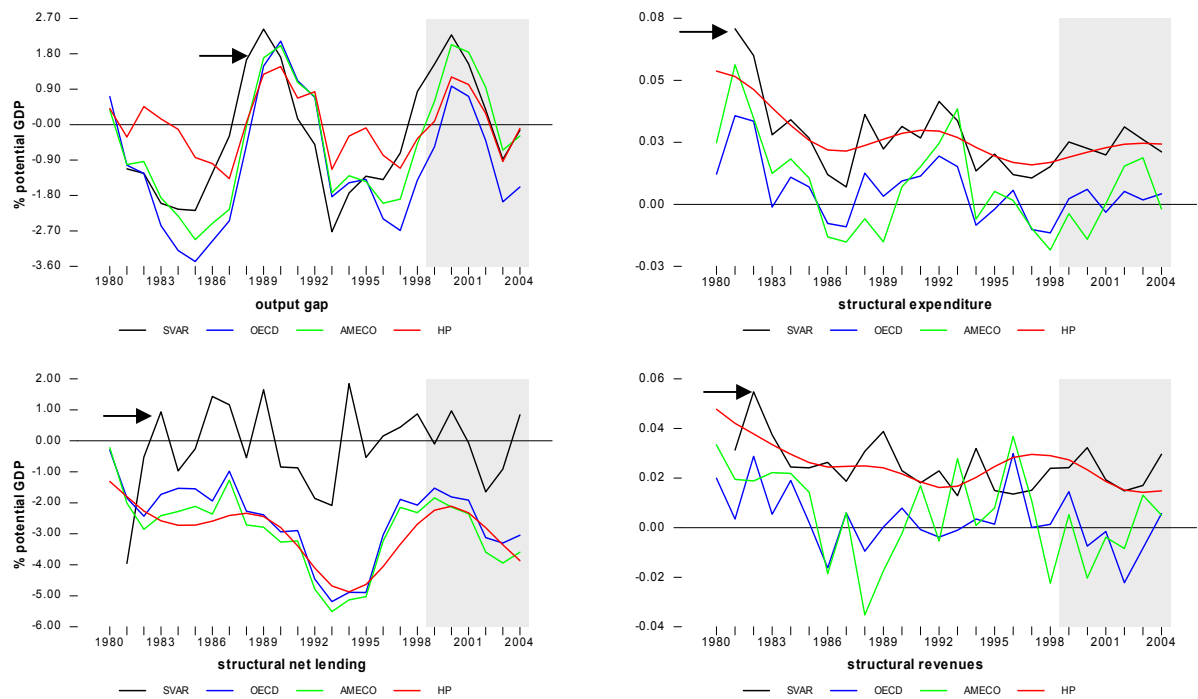 2.70
1.80
0.90
-0.00
-0.90
-1.80
-2.70
-3.60
% potential GDP
1980 1983 1986 1989 1992 1995 1998 2001 2004
output gap
SVAR OECD AMECO HP
0.08
0.05
0.03
0.00
-0.03
1980 1983 1986 1989 1992 1995 1998 2001 2004
structural expenditure
SVAR OECD AMECO HP
2.00
1.00
0.00
-1.00
-2.00
-3.00
-4.00
-5.00
-6.00
% potential GDP
1980 1983 1986 1989 1992 1995 1998 2001 2004
structural net lending
SVAR OECD AMECO HP
0.06
0.04
0.02
0.00
-0.02
-0.04
1980 1983 1986 1989 1992 1995 1998 2001 2004
structural revenues
SVAR OECD AMECO HP